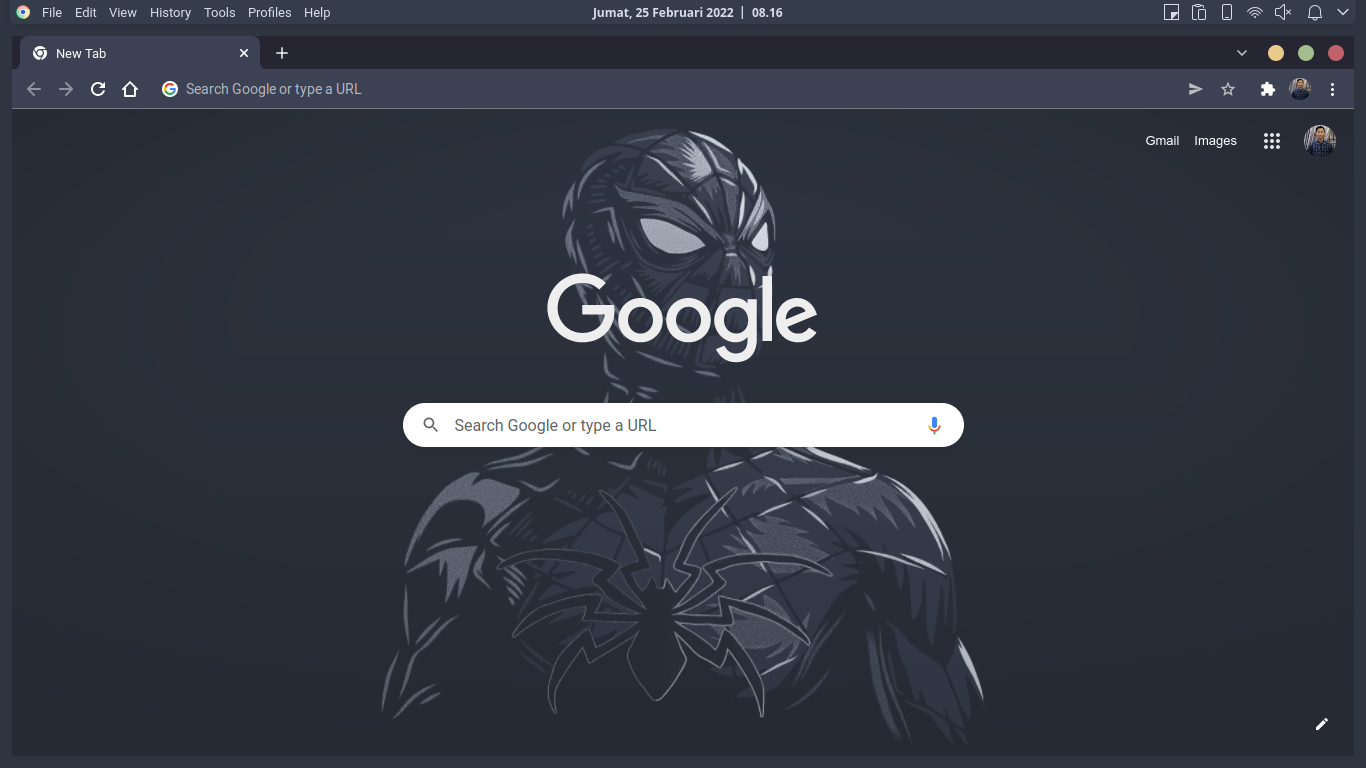 File Edit View History Tools Profiles Help Jumat, 25 Februari 2022 | 08.16
New Tab
Search Google or type a URL
Gmail Images
Google
Search Google or type a URL